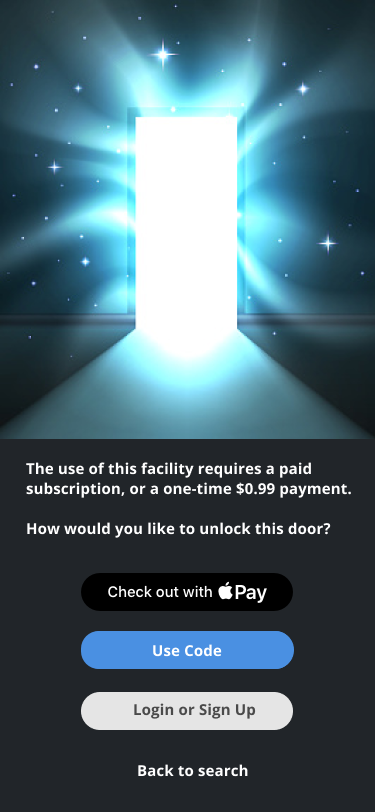 The use of this facility requires a paid
subscription, or a one-time $0.99 payment.
How would you like to unlock this door?
Check out with Pay
Use Code
Login or Sign Up
Back to search